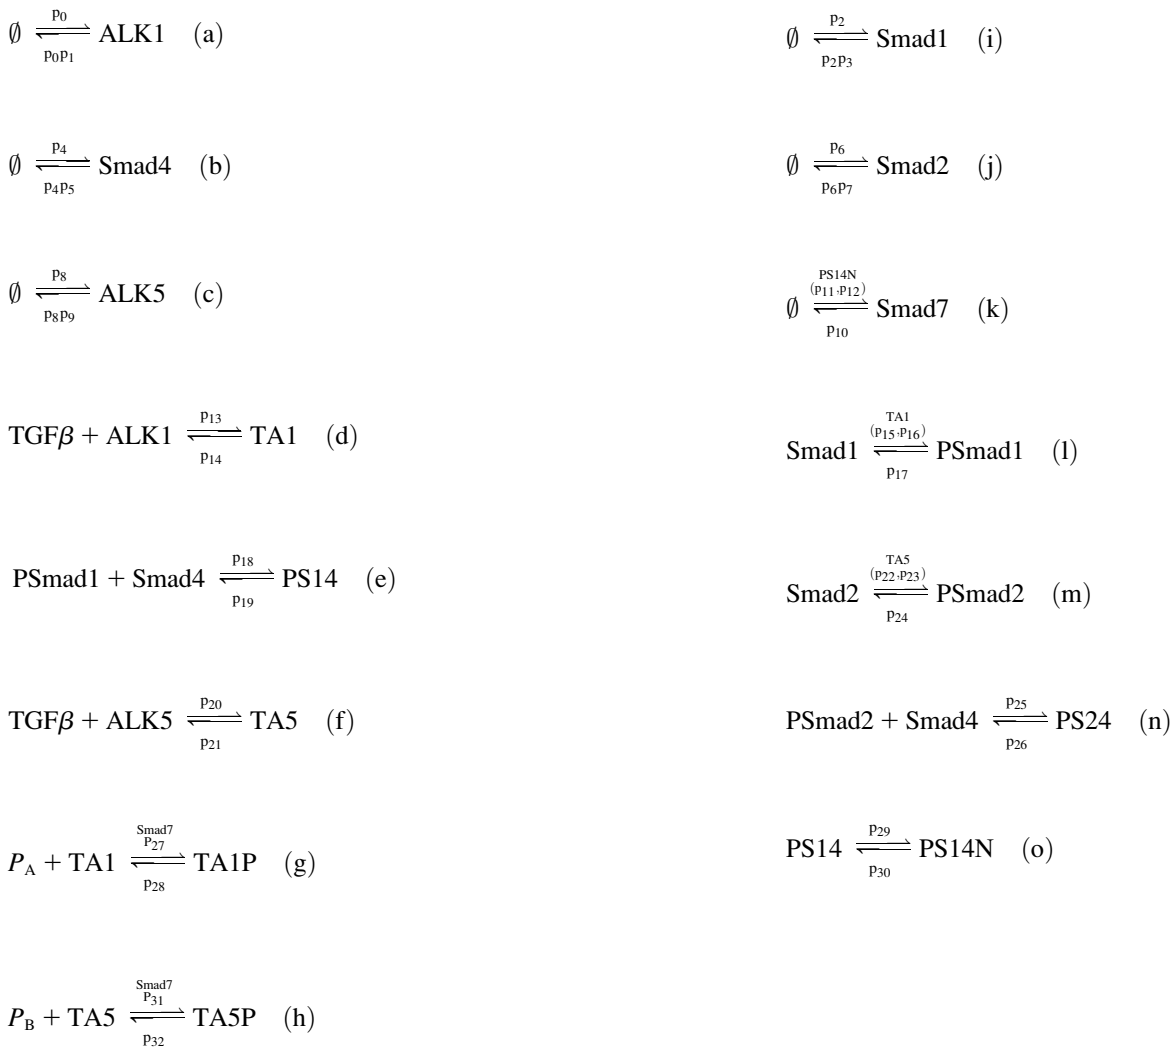 ∅ ⇌ ALK1 (a) [p₀ / p₀p₁]
∅ ⇌ Smad4 (b) [p₄ / p₄p₅]
∅ ⇌ ALK5 (c) [p₈ / p₈p₉]
TGFβ + ALK1 ⇌ TA1 (d) [p₁₃ / p₁₄]
PSmad1 + Smad4 ⇌ PS14 (e) [p₁₈ / p₁₉]
TGFβ + ALK5 ⇌ TA5 (f) [p₂₀ / p₂₁]
P_A + TA1 ⇌ TA1P (g) [Smad7 p₂₇ / p₂₈]
P_B + TA5 ⇌ TA5P (h) [Smad7 p₃₁ / p₃₂]
∅ ⇌ Smad1 (i) [p₂ / p₂p₃]
∅ ⇌ Smad2 (j) [p₆ / p₆p₇]
∅ ⇌ Smad7 (k) [PS14N (p₁₁,p₁₂) / p₁₀]
Smad1 ⇌ PSmad1 (l) [TA1 (p₁₅,p₁₆) / p₁₇]
Smad2 ⇌ PSmad2 (m) [TA5 (p₂₂,p₂₃) / p₂₄]
PSmad2 + Smad4 ⇌ PS24 (n) [p₂₅ / p₂₆]
PS14 ⇌ PS14N (o) [p₂₉ / p₃₀]